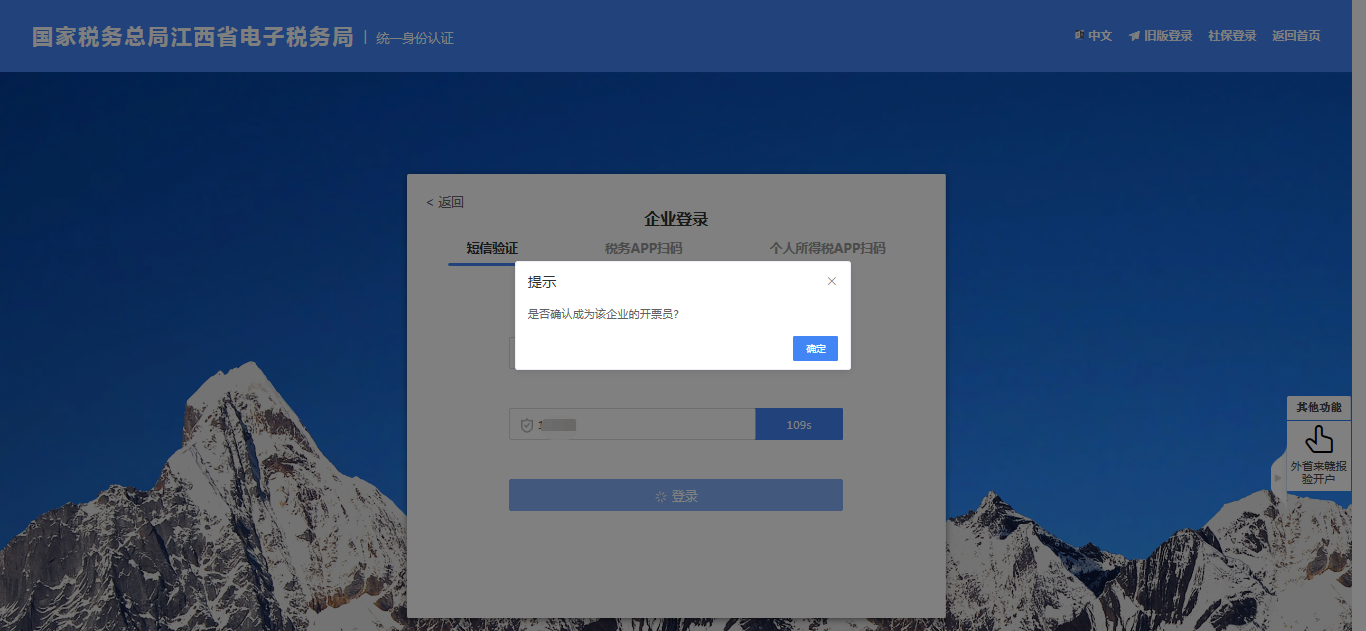 国家税务总局江西省电子税务局 | 统一身份认证
中文 旧版登录 社保登录 返回首页
< 返回
企业登录
短信验证 税务APP扫码 个人所得税APP扫码
提示
是否确认成为该企业的开票员?
确定
109s
登录
其他功能
外省来赣报
验开户